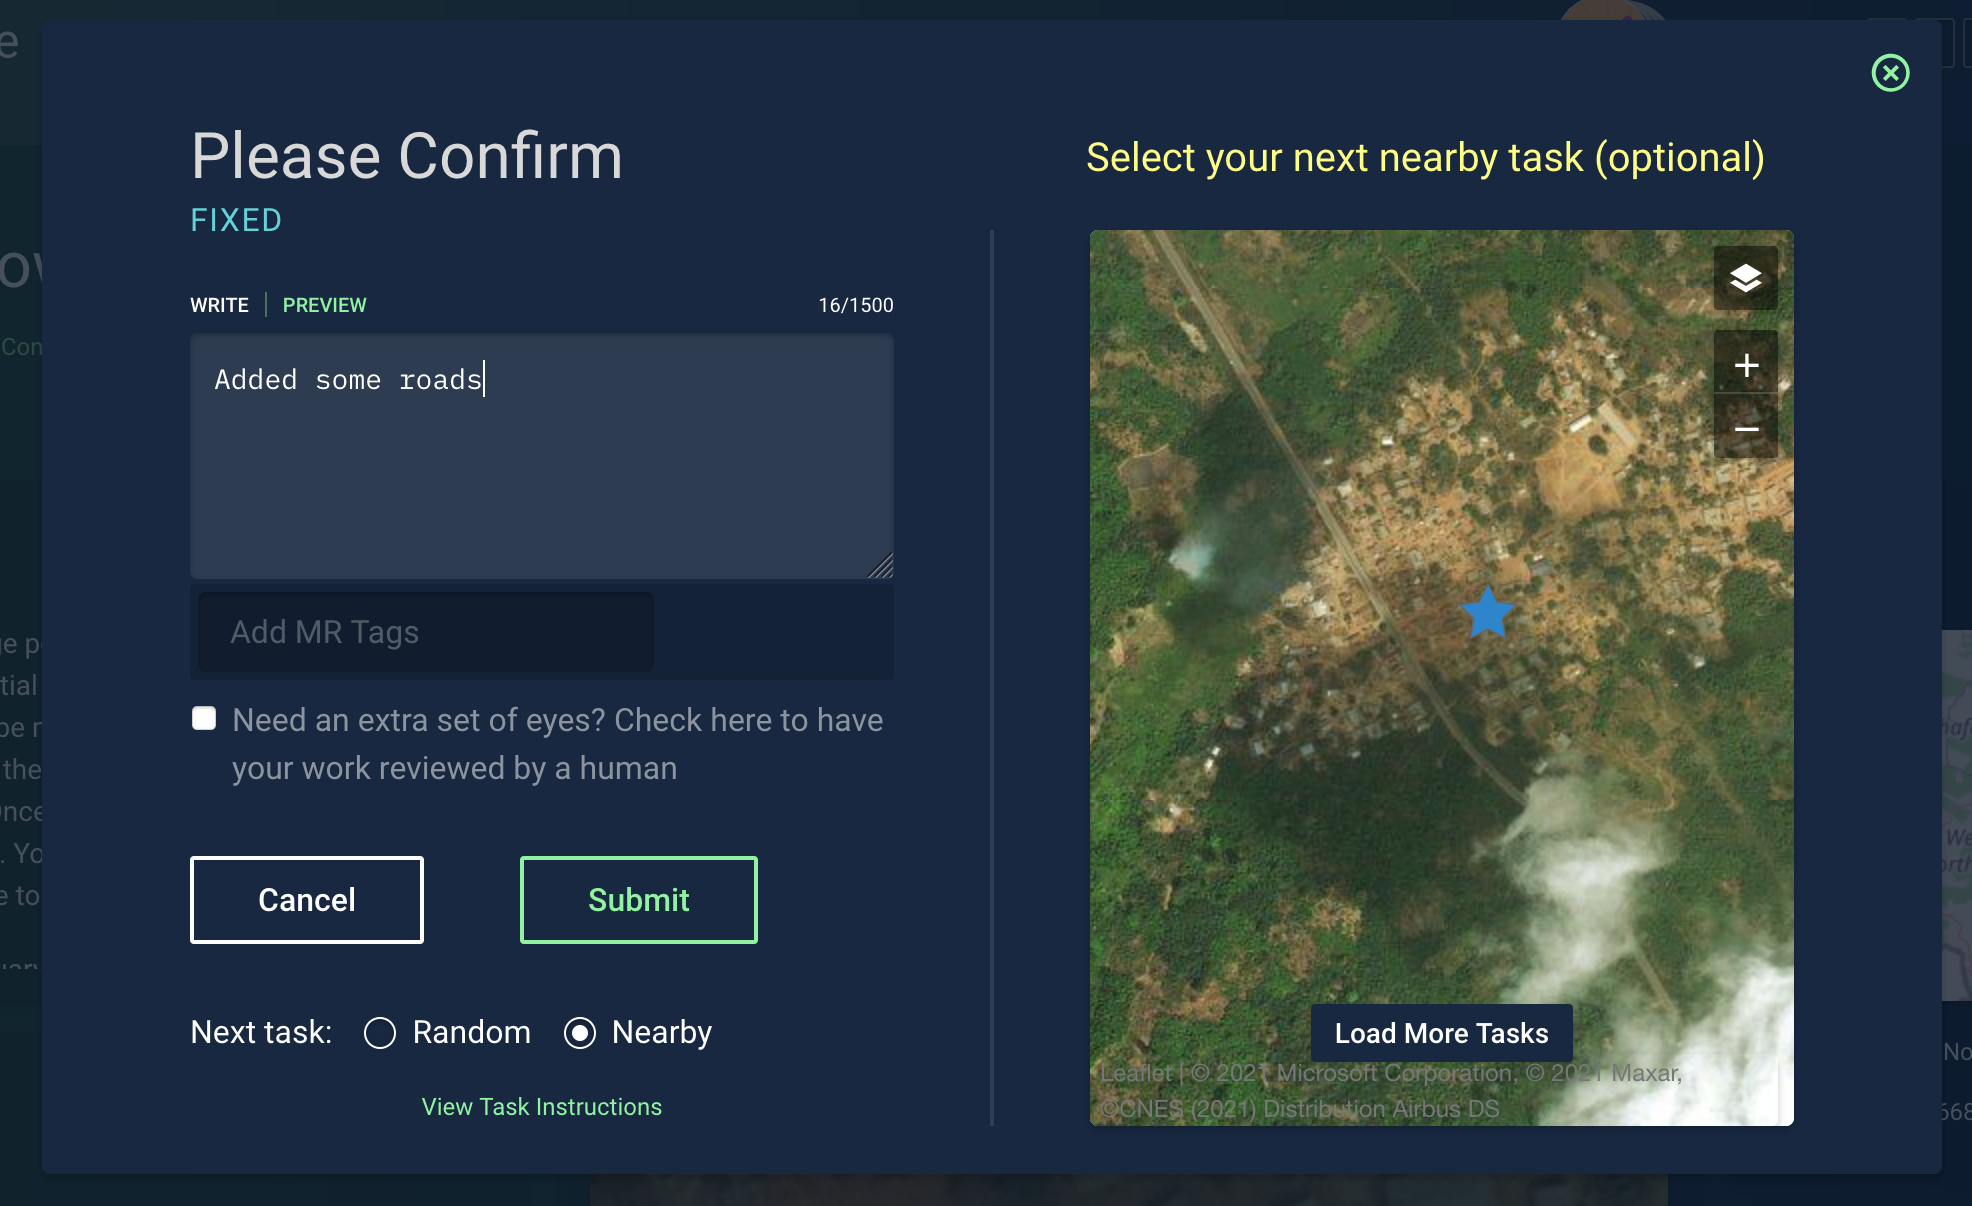 Please Confirm
FIXED
WRITE | PREVIEW 16/1500
Added some roads
Add MR Tags
Need an extra set of eyes? Check here to have
your work reviewed by a human
Cancel Submit
Next task: Random Nearby
View Task Instructions
Select your next nearby task (optional)
+
−
Load More Tasks
Leaflet | © 2021 Microsoft Corporation, © 2021 Maxar,
©CNES (2021) Distribution Airbus DS